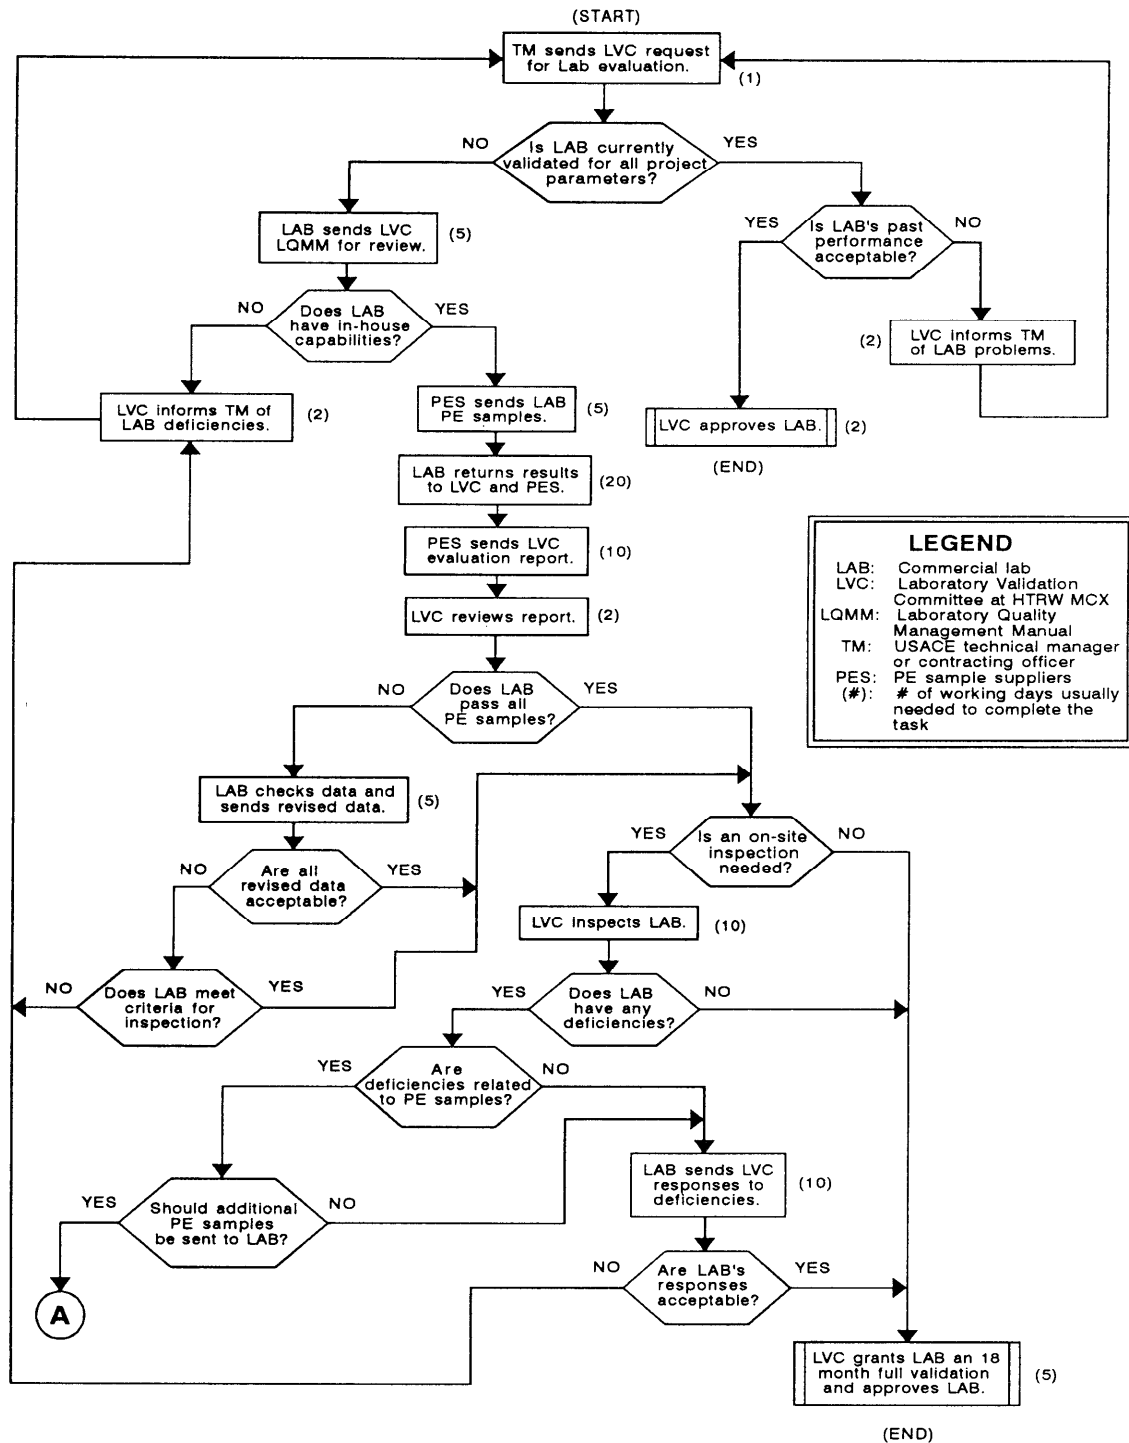 (START)
TM sends LVC request
for Lab evaluation.
(1)
NO
Is LAB currently
validated for all project
parameters?
YES
LAB sends LVC
LQMM for review.
(5)
YES
Is LAB's past
performance
acceptable?
NO
NO
Does LAB
have in-house
capabilities?
YES
(2)
LVC informs TM
of LAB problems.
LVC informs TM of
LAB deficiencies.
(2)
PES sends LAB
PE samples.
(5)
LVC approves LAB.
(2)
(END)
LAB returns results
to LVC and PES.
(20)
PES sends LVC
evaluation report.
(10)
LVC reviews report.
(2)
LEGEND
LAB: Commercial lab
LVC: Laboratory Validation
Committee at HTRW MCX
LQMM: Laboratory Quality
Management Manual
TM: USACE technical manager
or contracting officer
PES: PE sample suppliers
(#): # of working days usually
needed to complete the
task
NO
Does LAB
pass all
PE samples?
YES
LAB checks data and
sends revised data.
(5)
YES
Is an on-site
inspection
needed?
NO
NO
Are all
revised data
acceptable?
YES
LVC inspects LAB.
(10)
NO
Does LAB meet
criteria for
inspection?
YES
YES
Does LAB
have any
deficiencies?
NO
YES
Are
deficiencies related
to PE samples?
NO
LAB sends LVC
responses to
deficiencies.
(10)
YES
Should additional
PE samples
be sent to LAB?
NO
A
NO
Are LAB's
responses
acceptable?
YES
LVC grants LAB an 18
month full validation
and approves LAB.
(5)
(END)